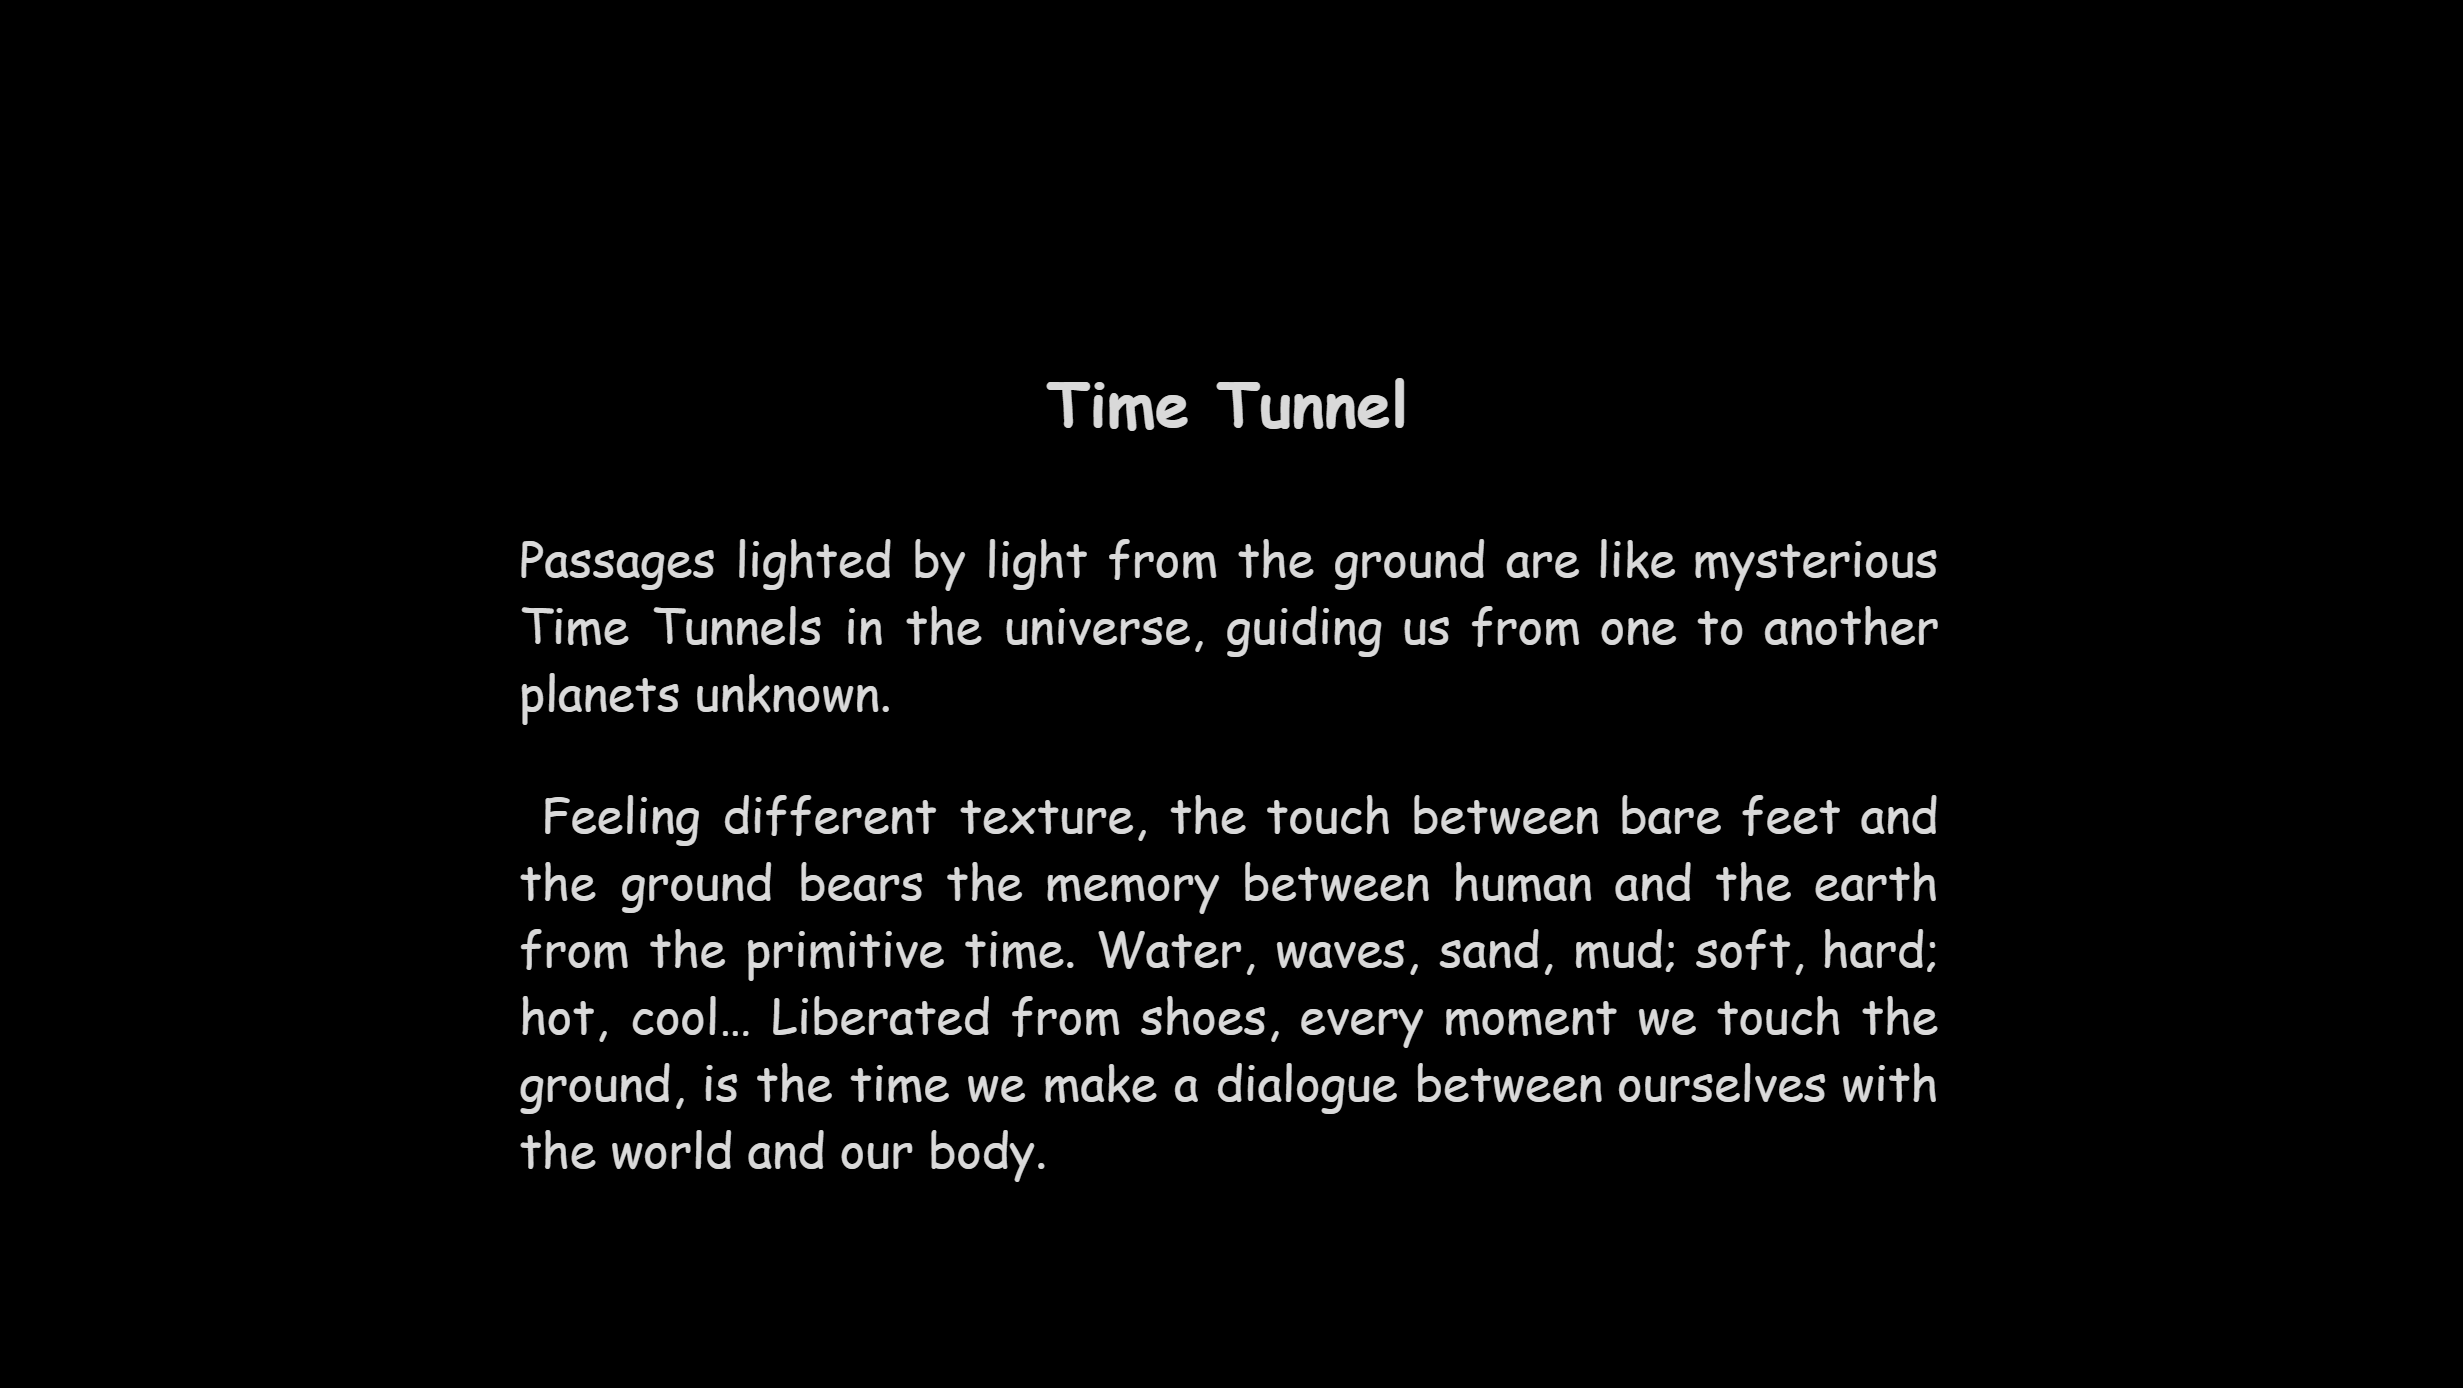 Time Tunnel
Passages lighted by light from the ground are like mysterious
Time Tunnels in the universe, guiding us from one to another
planets unknown.
Feeling different texture, the touch between bare feet and
the ground bears the memory between human and the earth
from the primitive time. Water, waves, sand, mud; soft, hard;
hot, cool… Liberated from shoes, every moment we touch the
ground, is the time we make a dialogue between ourselves with
the world and our body.